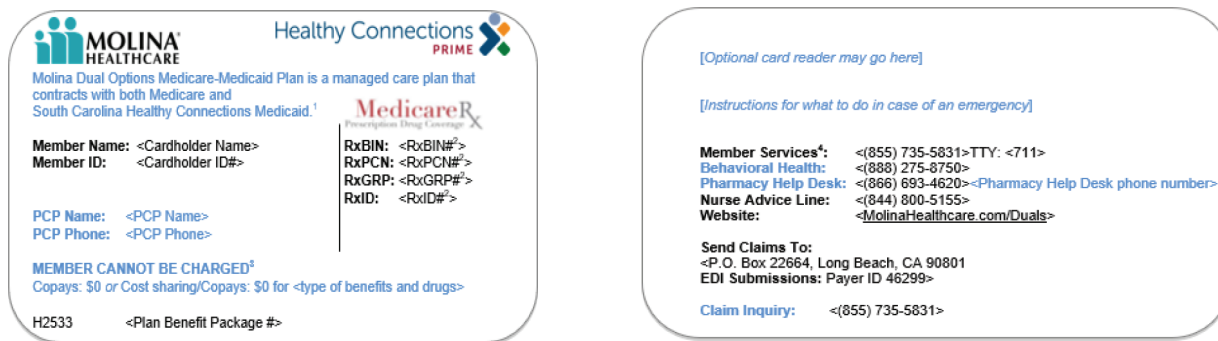 MOLINA®
HEALTHCARE
Healthy Connections
PRIME
Molina Dual Options Medicare-Medicaid Plan is a managed care plan that
contracts with both Medicare and
South Carolina Healthy Connections Medicaid.¹
MedicareRx
Prescription Drug Coverage
Member Name: <Cardholder Name>
Member ID: <Cardholder ID#>
RxBIN: <RxBIN#²>
RxPCN: <RxPCN#²>
RxGRP: <RxGRP#²>
RxID: <RxID#²>
PCP Name: <PCP Name>
PCP Phone: <PCP Phone>
MEMBER CANNOT BE CHARGED³
Copays: $0 or Cost sharing/Copays: $0 for <type of benefits and drugs>
H2533 <Plan Benefit Package #>
[Optional card reader may go here]
[Instructions for what to do in case of an emergency]
Member Services⁴: <(855) 735-5831>TTY: <711>
Behavioral Health: <(888) 275-8750>
Pharmacy Help Desk: <(866) 693-4620><Pharmacy Help Desk phone number>
Nurse Advice Line: <(844) 800-5155>
Website: <MolinaHealthcare.com/Duals>
Send Claims To:
<P.O. Box 22664, Long Beach, CA 90801
EDI Submissions: Payer ID 46299>
Claim Inquiry: <(855) 735-5831>